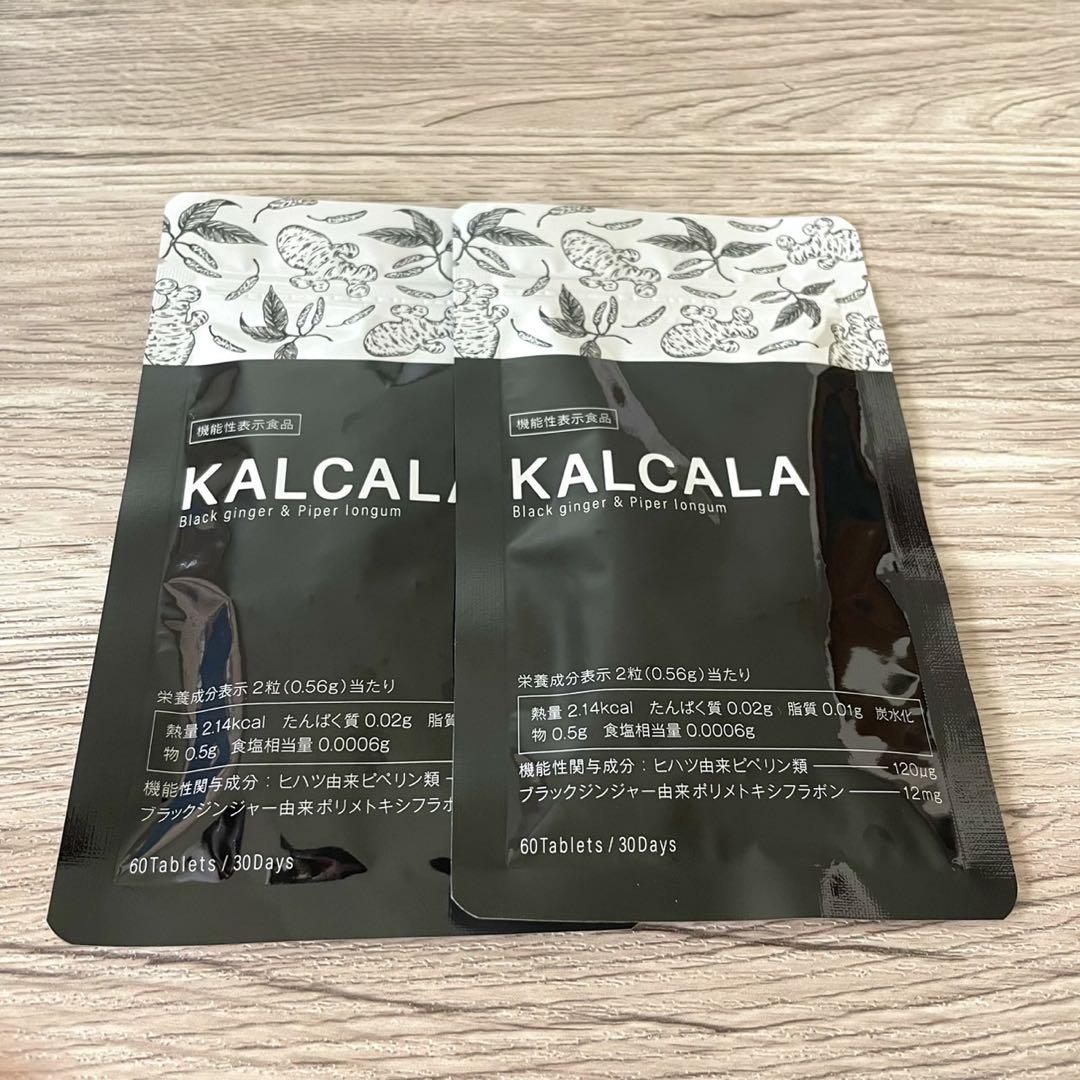 機能性表示食品
KALCALA
Black ginger & Piper longum
栄養成分表示 2粒(0.56g)当たり
熱量 2.14kcal たんぱく質 0.02g 脂質
物 0.5g 食塩相当量 0.0006g
機能性関与成分：ヒハツ由来ピペリン類
ブラックジンジャー由来ポリメトキシフラボ
60Tablets / 30Days
機能性表示食品
KALCALA
Black ginger & Piper longum
栄養成分表示 2粒(0.56g)当たり
熱量 2.14kcal たんぱく質 0.02g 脂質 0.01g 炭水化
物 0.5g 食塩相当量 0.0006g
機能性関与成分：ヒハツ由来ピペリン類 120μg
ブラックジンジャー由来ポリメトキシフラボン 12mg
60Tablets / 30Days